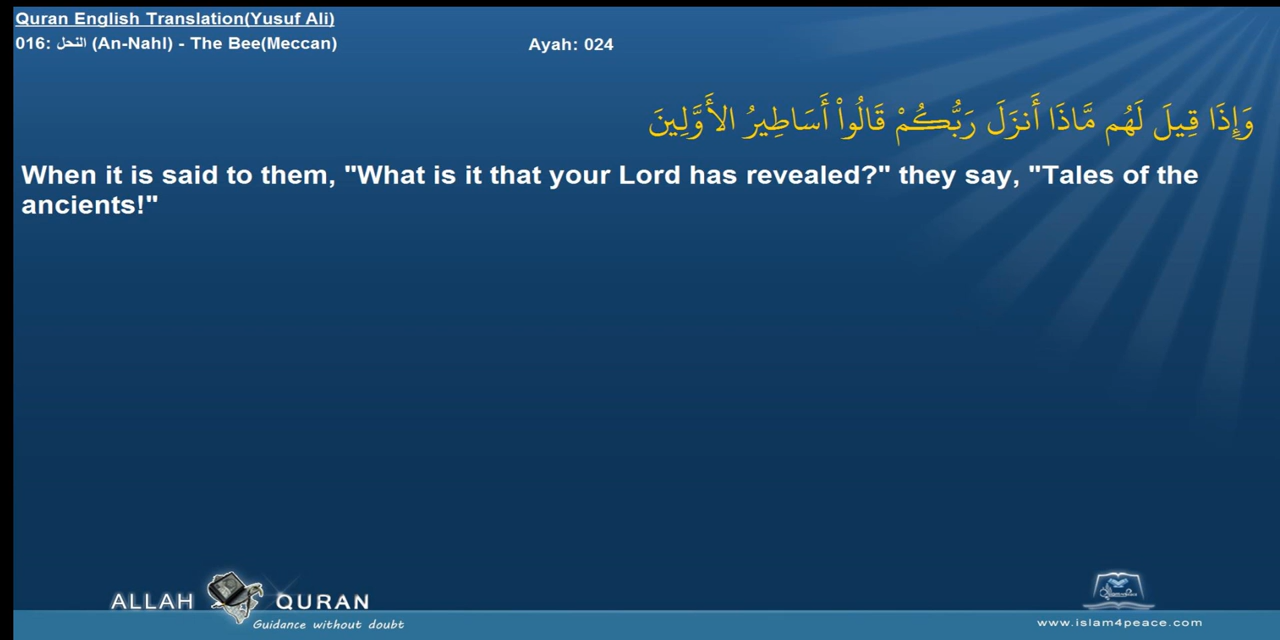 Quran English Translation(Yusuf Ali)
016: النحل (An-Nahl) - The Bee(Meccan)
Ayah: 024
وَإِذَا قِيلَ لَهُم مَّاذَا أَنزَلَ رَبُّكُمْ قَالُواْ أَسَاطِيرُ الأَوَّلِينَ
When it is said to them, "What is it that your Lord has revealed?" they say, "Tales of the
ancients!"
ALLAH QURAN
Guidance without doubt
www.islam4peace.com